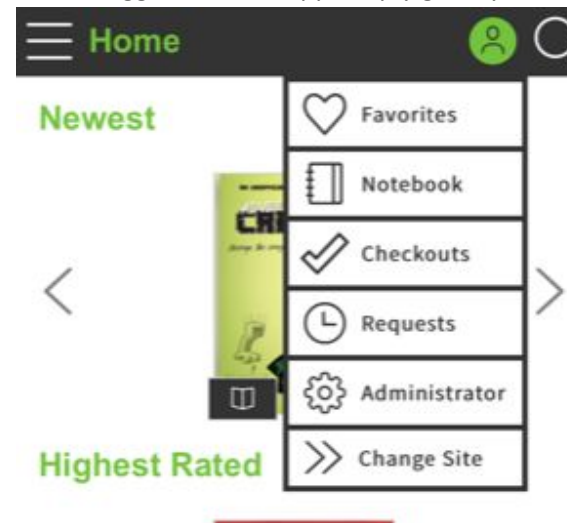 Home
Newest
Favorites
Notebook
Checkouts
Requests
Administrator
Highest Rated
Change Site